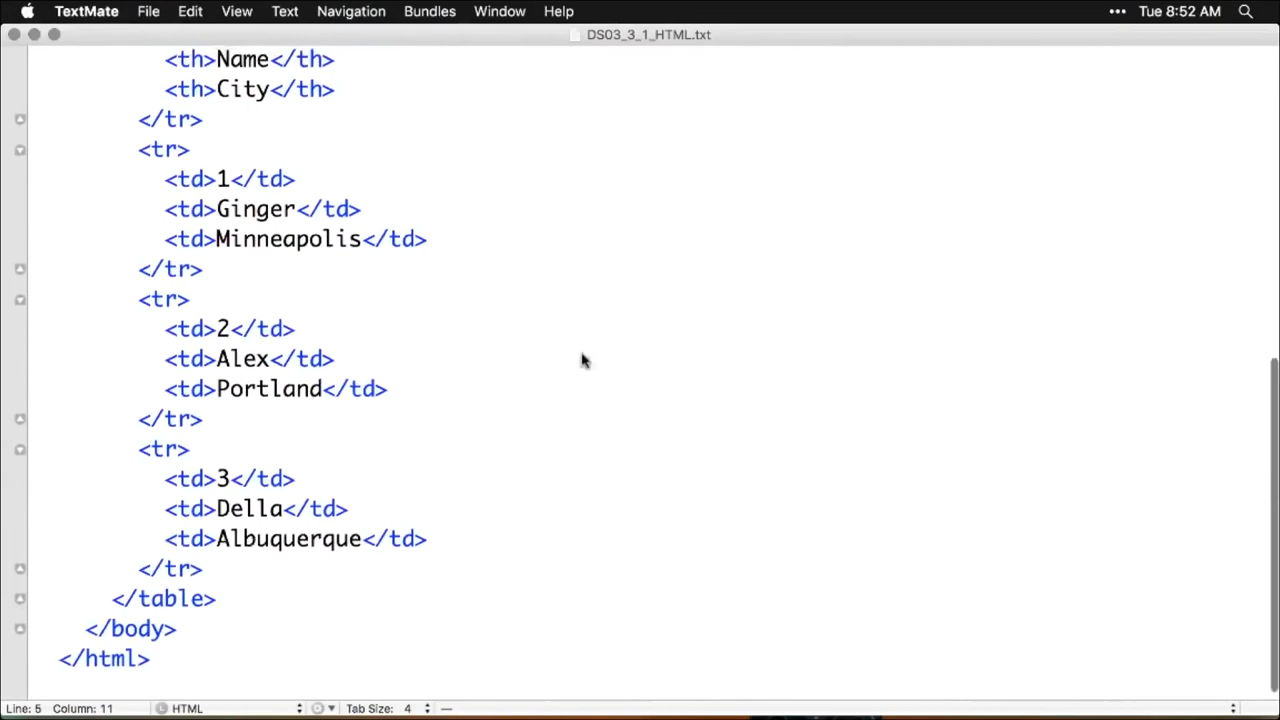 TextMate File Edit View Text Navigation Bundles Window Help ••• Tue 8:52 AM
DS03_3_1_HTML.txt
<th>Name</th>
<th>City</th>
</tr>
<tr>
<td>1</td>
<td>Ginger</td>
<td>Minneapolis</td>
</tr>
<tr>
<td>2</td>
<td>Alex</td>
<td>Portland</td>
</tr>
<tr>
<td>3</td>
<td>Della</td>
<td>Albuquerque</td>
</tr>
</table>
</body>
</html>
Line: 5 Column: 11 L HTML Tab Size: 4 —